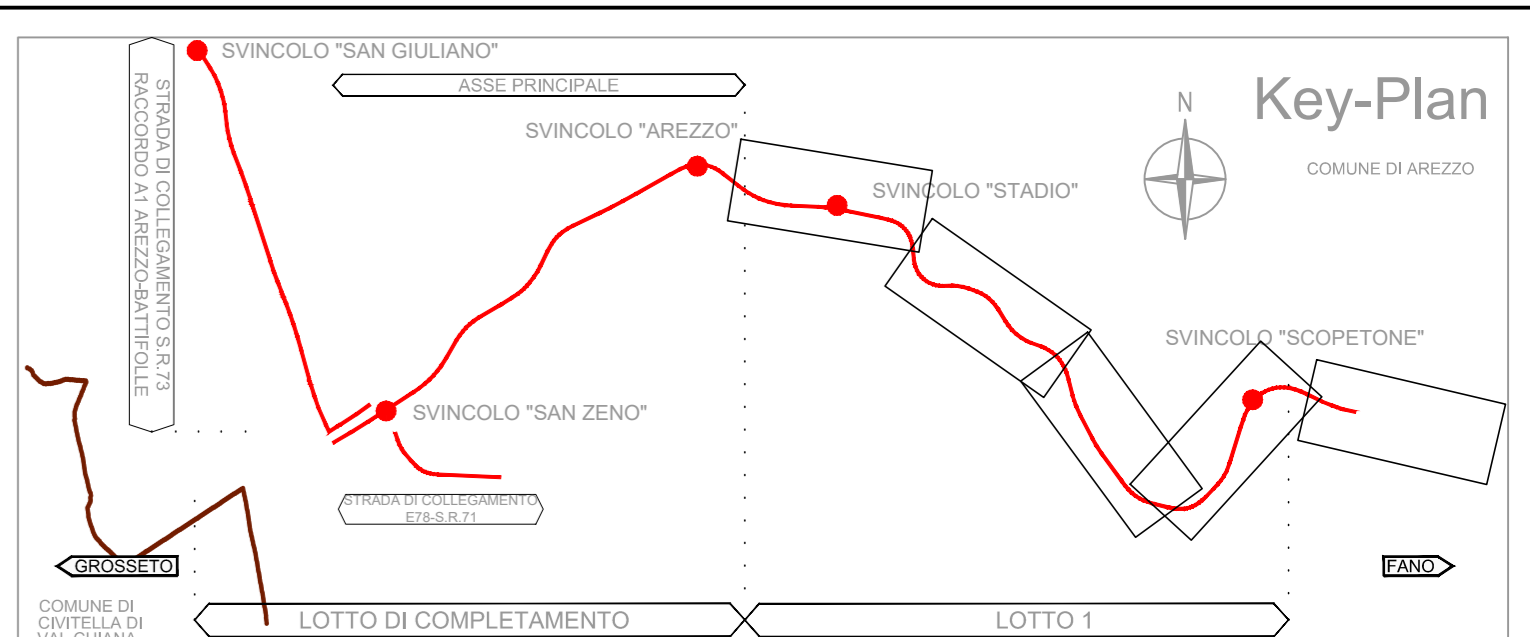 SVINCOLO "SAN GIULIANO"
STRADA DI COLLEGAMENTO S.R.73
RACCORDO A1 AREZZO-BATTIFOLLE
ASSE PRINCIPALE
Key-Plan
N
SVINCOLO "AREZZO"
COMUNE DI AREZZO
SVINCOLO "STADIO"
SVINCOLO "SCOPETONE"
SVINCOLO "SAN ZENO"
STRADA DI COLLEGAMENTO
E78-S.R.71
GROSSETO
FANO
COMUNE DI
CIVITELLA DI
VAL CHIANA
LOTTO DI COMPLETAMENTO
LOTTO 1